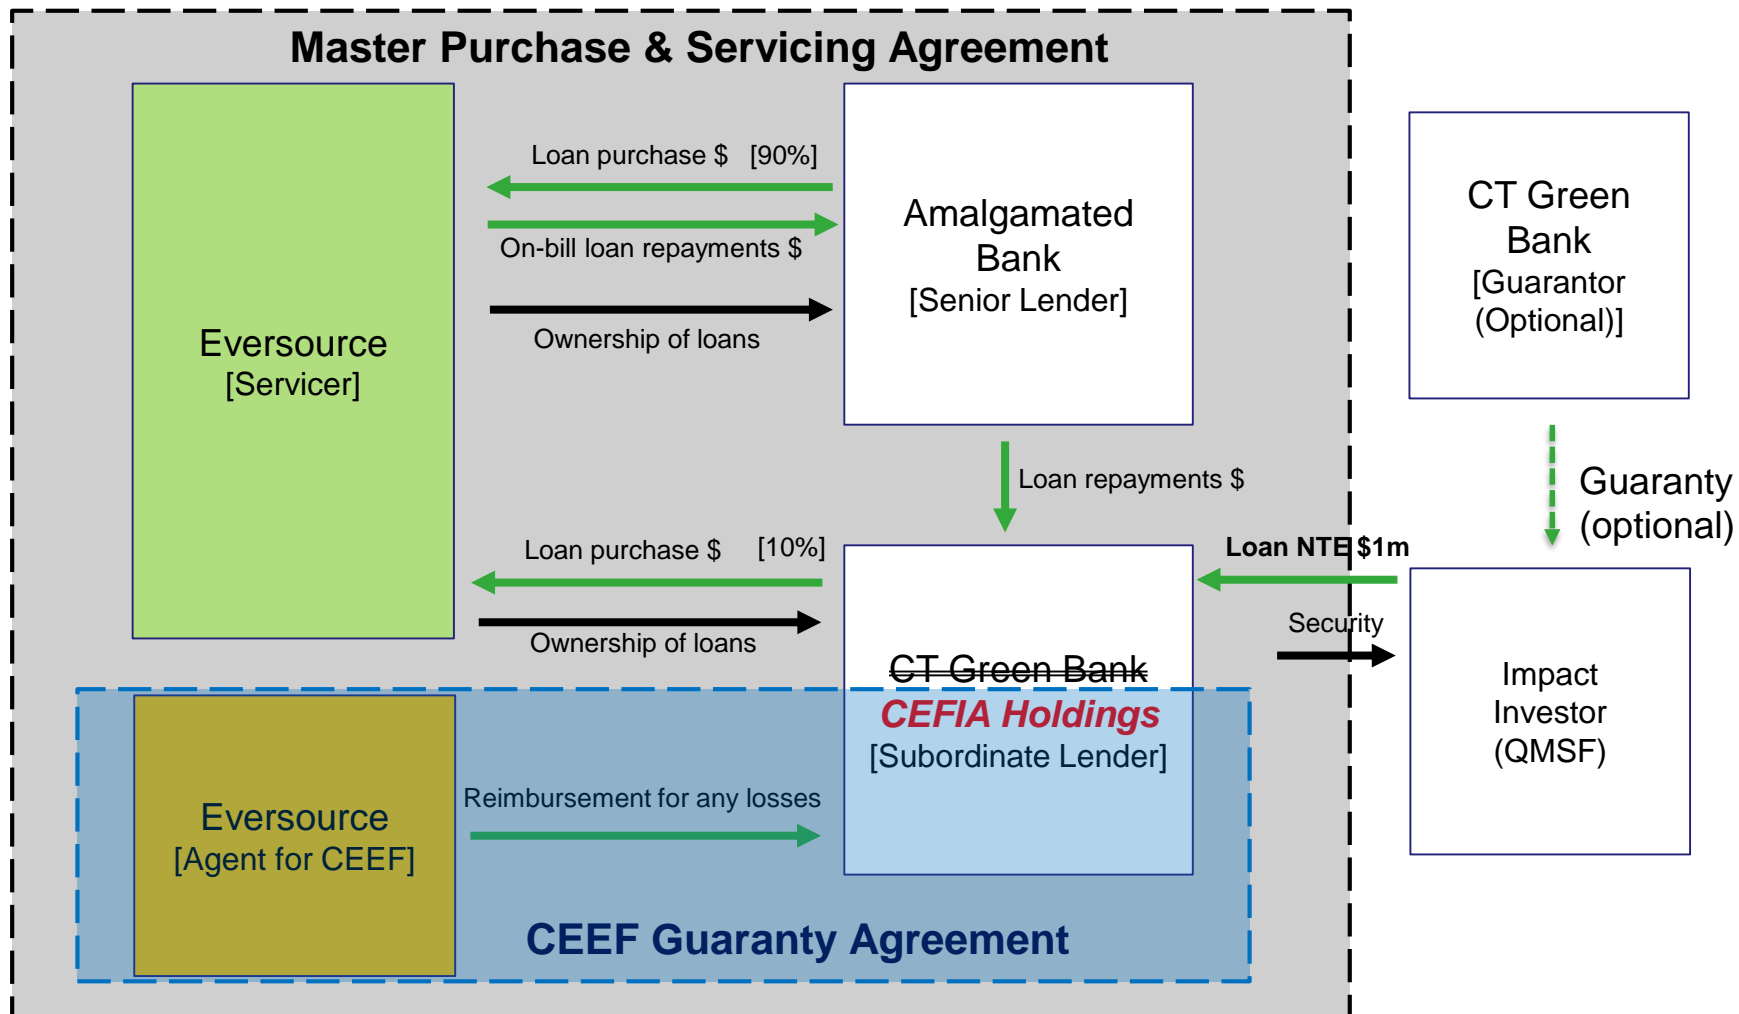 Master Purchase & Servicing Agreement
Loan purchase $ [90%]
On-bill loan repayments $
Ownership of loans
Eversource
[Servicer]
Amalgamated
Bank
[Senior Lender]
CT Green
Bank
[Guarantor
(Optional)]
Loan repayments $
Guaranty
(optional)
Loan purchase $ [10%]
Ownership of loans
Loan NTE $1m
Security
CT Green Bank
CEFIA Holdings
[Subordinate Lender]
Impact
Investor
(QMSF)
Eversource
[Agent for CEEF]
Reimbursement for any losses
CEEF Guaranty Agreement